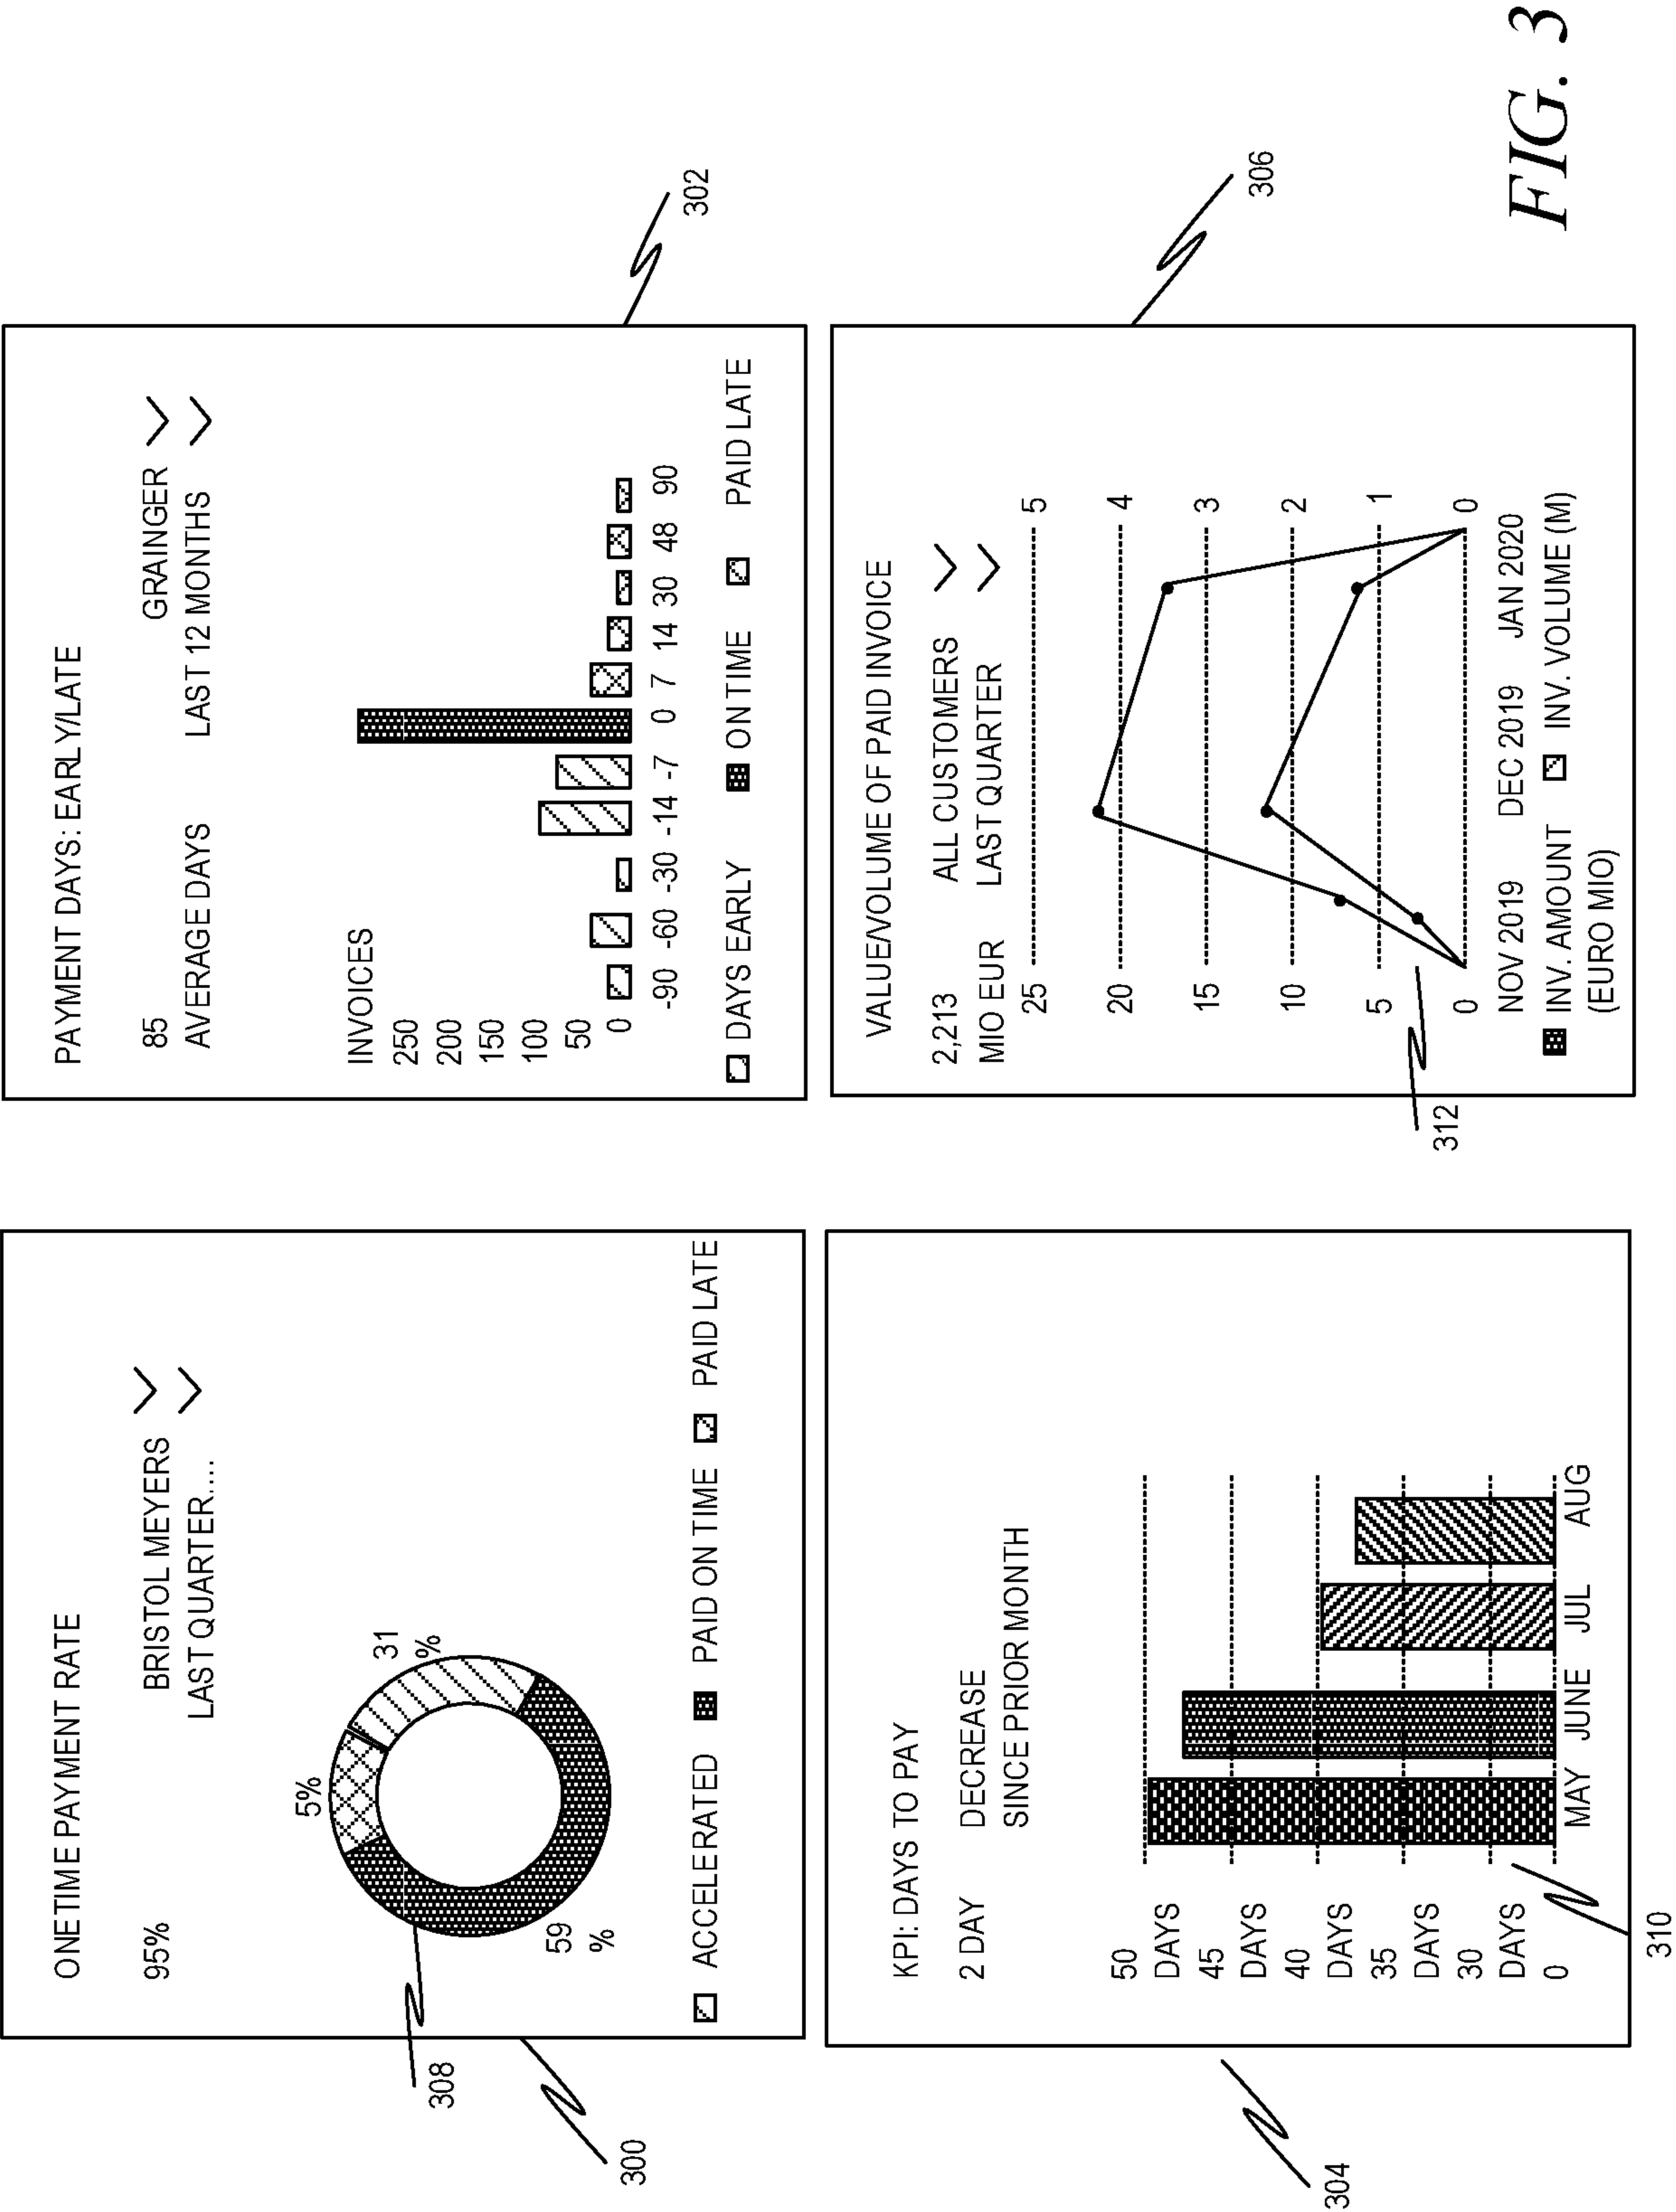 ONETIME PAYMENT RATE
95%
BRISTOL MEYERS
LAST QUARTER....
5%
31
%
59
%
308
ACCELERATED
PAID ON TIME
PAID LATE
300
PAYMENT DAYS: EARLY/LATE
85
GRAINGER
AVERAGE DAYS
LAST 12 MONTHS
INVOICES
250
200
150
100
50
0
-90 -60 -30 -14 -7 0 7 14 30 48 90
DAYS EARLY
ON TIME
PAID LATE
302
KPI: DAYS TO PAY
2 DAY
DECREASE
SINCE PRIOR MONTH
50
DAYS
45
DAYS
40
DAYS
35
DAYS
30
DAYS
0
MAY JUNE JUL AUG
304
310
VALUE/VOLUME OF PAID INVOICE
2,213
ALL CUSTOMERS
MIO EUR
LAST QUARTER
25 5
20 4
15 3
10 2
5 1
0 0
NOV 2019 DEC 2019 JAN 2020
INV. AMOUNT
INV. VOLUME (M)
(EURO MIO)
306
312
FIG. 3